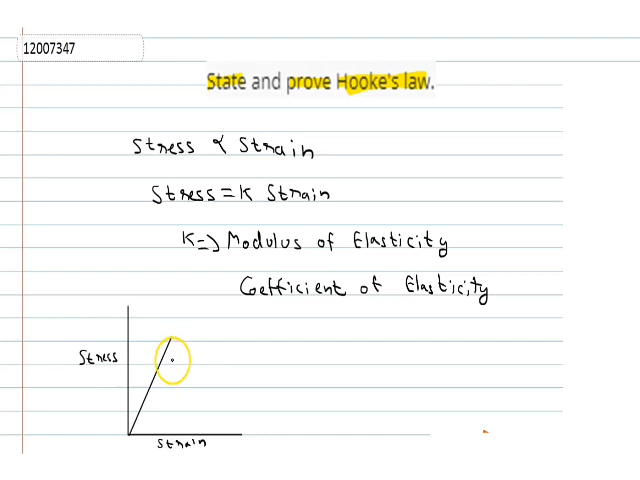 12007347
State and prove Hooke's law.
Stress ∝ Strain
Stress = K Strain
K => Modulus of Elasticity
Coefficient of Elasticity
Stress
Strain